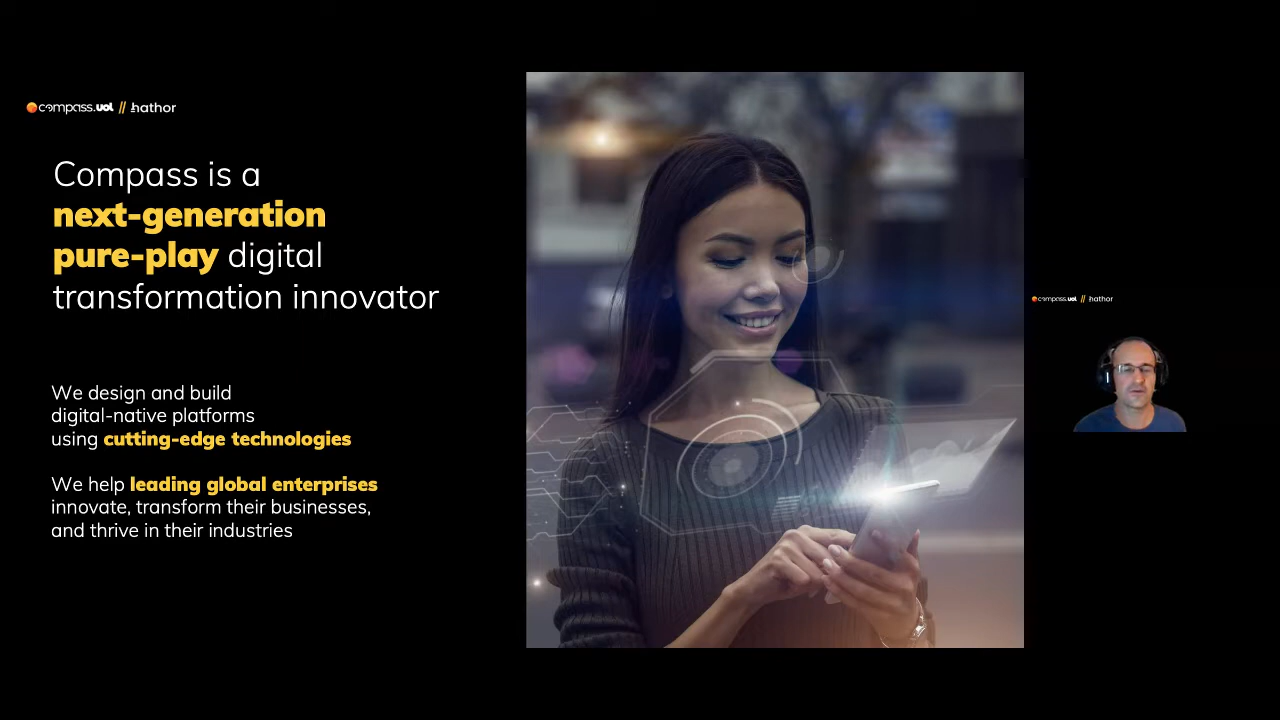 compass.uol // hathor
Compass is a
next-generation
pure-play digital
transformation innovator
We design and build
digital-native platforms
using cutting-edge technologies
We help leading global enterprises
innovate, transform their businesses,
and thrive in their industries
compass.uol // hathor